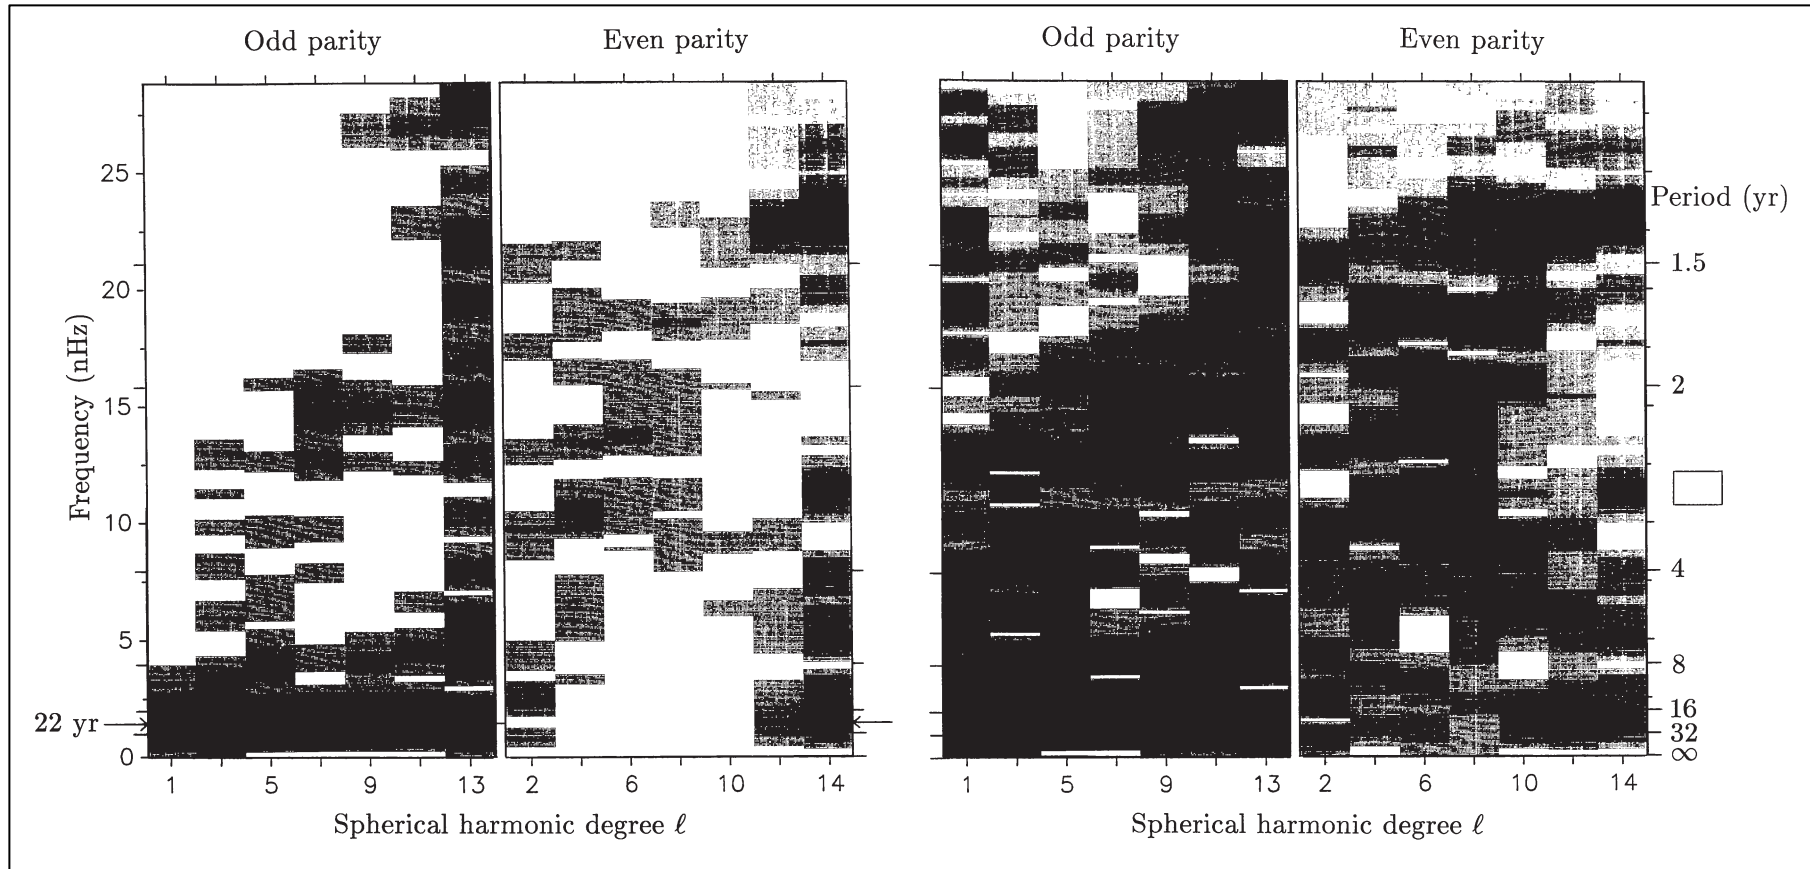 Odd parity
Even parity
Odd parity
Even parity
25
20
15
10
5
0
Frequency (nHz)
22 yr
1 5 9 13
2 6 10 14
Spherical harmonic degree ℓ
1 5 9 13
2 6 10 14
Spherical harmonic degree ℓ
Period (yr)
1.5
2
4
8
16
32
∞